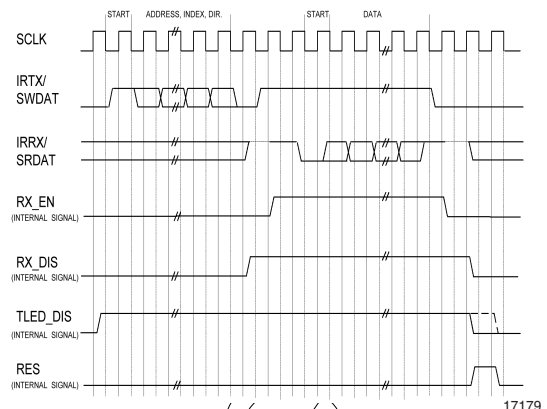 START ADDRESS, INDEX, DIR. START DATA
SCLK
IRTX/
SWDAT
IRRX/
SRDAT
RX_EN
(INTERNAL SIGNAL)
RX_DIS
(INTERNAL SIGNAL)
TLED_DIS
(INTERNAL SIGNAL)
RES
(INTERNAL SIGNAL)
17179